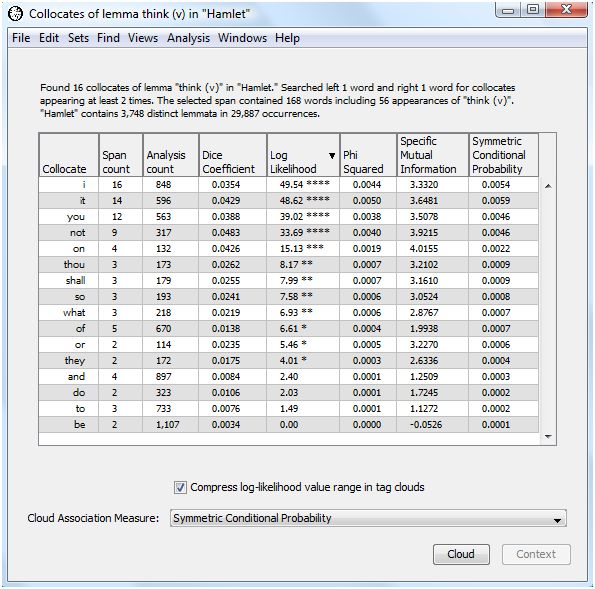 Collocates of lemma think (v) in "Hamlet"
File Edit Sets Find Views Analysis Windows Help
Found 16 collocates of lemma "think (v)" in "Hamlet." Searched left 1 word and right 1 word for collocates
appearing at least 2 times. The selected span contained 168 words including 56 appearances of "think (v)".
"Hamlet" contains 3,748 distinct lemmata in 29,887 occurrences.
Collocate Span count Analysis count Dice Coefficient Log Likelihood ▼ Phi Squared Specific Mutual Information Symmetric Conditional Probability
i 16 848 0.0354 49.54 **** 0.0044 3.3320 0.0054
it 14 596 0.0429 48.62 **** 0.0050 3.6481 0.0059
you 12 563 0.0388 39.02 **** 0.0038 3.5078 0.0046
not 9 317 0.0483 33.69 **** 0.0040 3.9215 0.0046
on 4 132 0.0426 15.13 *** 0.0019 4.0155 0.0022
thou 3 173 0.0262 8.17 ** 0.0007 3.2102 0.0009
shall 3 179 0.0255 7.99 ** 0.0007 3.1610 0.0009
so 3 193 0.0241 7.58 ** 0.0006 3.0524 0.0008
what 3 218 0.0219 6.93 ** 0.0006 2.8767 0.0007
of 5 670 0.0138 6.61 * 0.0004 1.9938 0.0007
or 2 114 0.0235 5.46 * 0.0005 3.2270 0.0006
they 2 172 0.0175 4.01 * 0.0003 2.6336 0.0004
and 4 897 0.0084 2.40 0.0001 1.2509 0.0003
do 2 323 0.0106 2.03 0.0001 1.7245 0.0002
to 3 733 0.0076 1.49 0.0001 1.1272 0.0002
be 2 1,107 0.0034 0.00 0.0000 -0.0526 0.0001
Compress log-likelihood value range in tag clouds
Cloud Association Measure: Symmetric Conditional Probability
Cloud Context